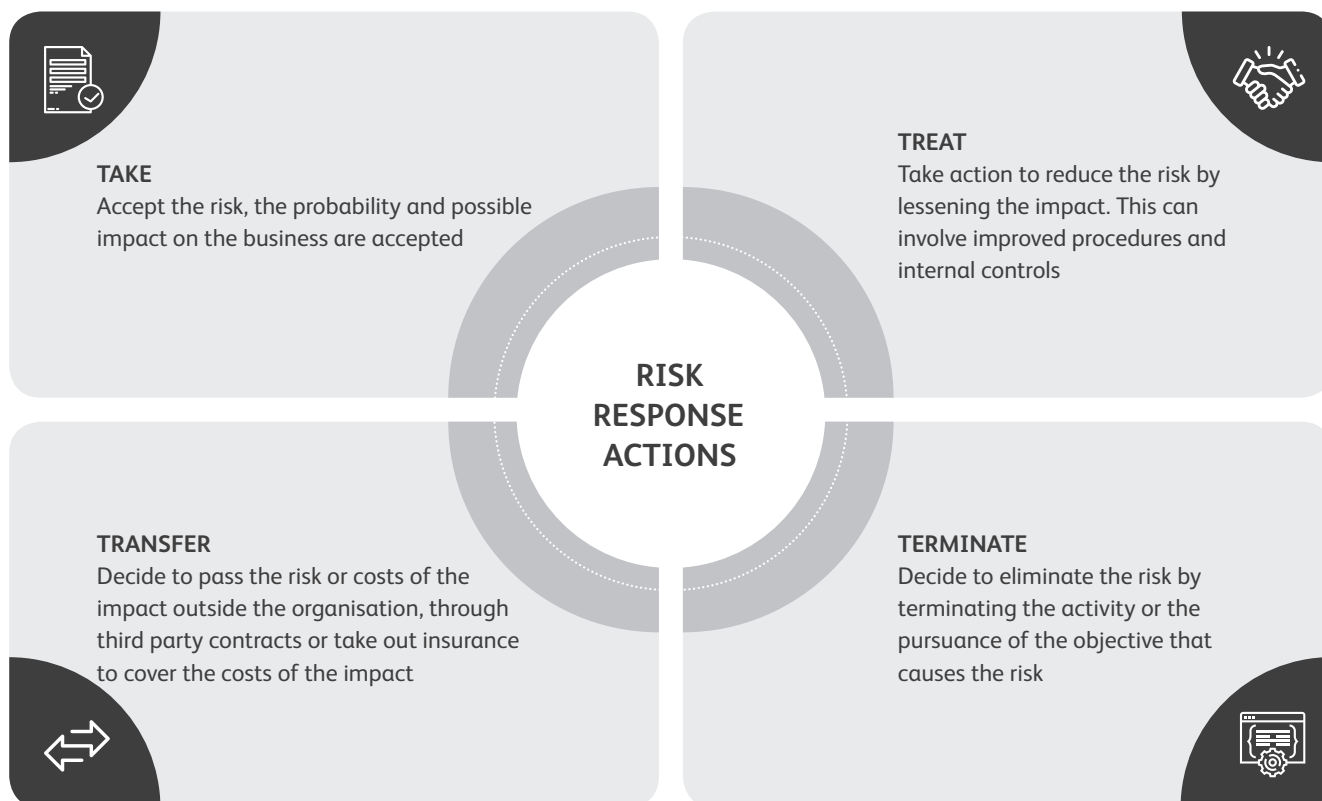 TAKE
Accept the risk, the probability and possible
impact on the business are accepted
TREAT
Take action to reduce the risk by
lessening the impact. This can
involve improved procedures and
internal controls
RISK
RESPONSE
ACTIONS
TRANSFER
Decide to pass the risk or costs of the
impact outside the organisation, through
third party contracts or take out insurance
to cover the costs of the impact
TERMINATE
Decide to eliminate the risk by
terminating the activity or the
pursuance of the objective that
causes the risk